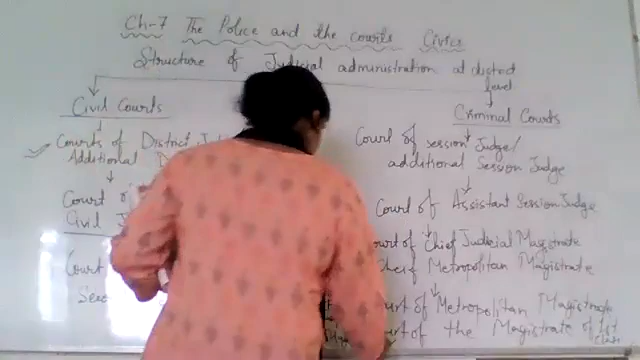 Ch-7 The Police and the courts Civics
Structure of Judicial administration at district
level
Civil Courts
Courts of District
Additional
Court of
Civil
Court
Criminal Courts
Court of session Judge/
additional Session Judge
Court of Assistant Session Judge
Court of Chief Judicial Magistrate
Chief Metropolitan Magistrate
Court of Metropolitan Magistrate
of the Magistrate of 1st
class